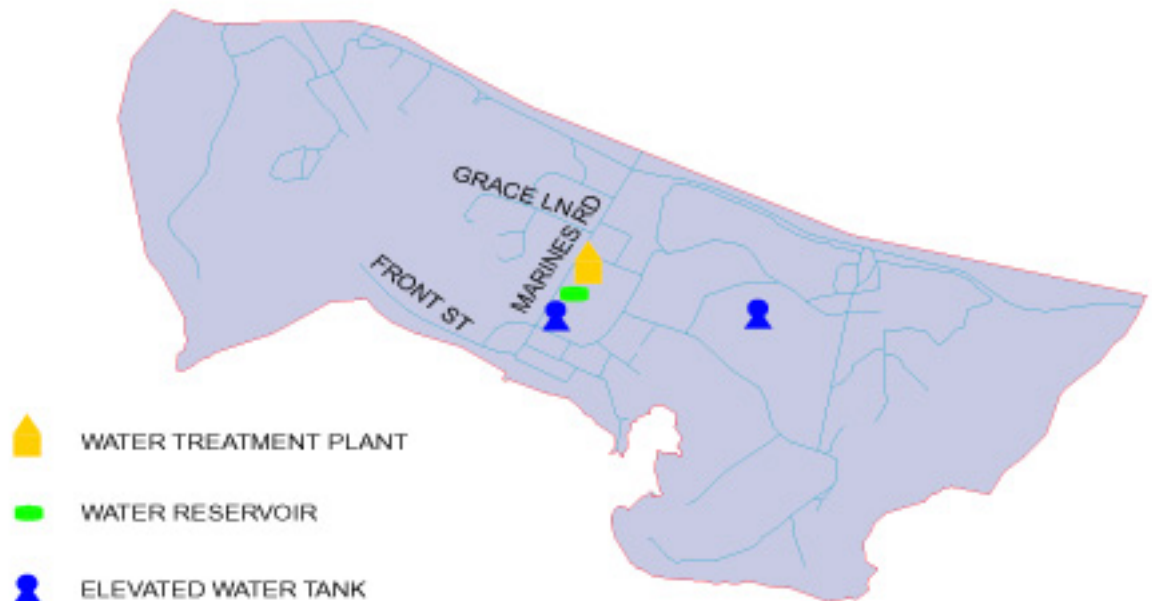 GRACE LN
MARINES RD
FRONT ST
WATER TREATMENT PLANT
WATER RESERVOIR
ELEVATED WATER TANK